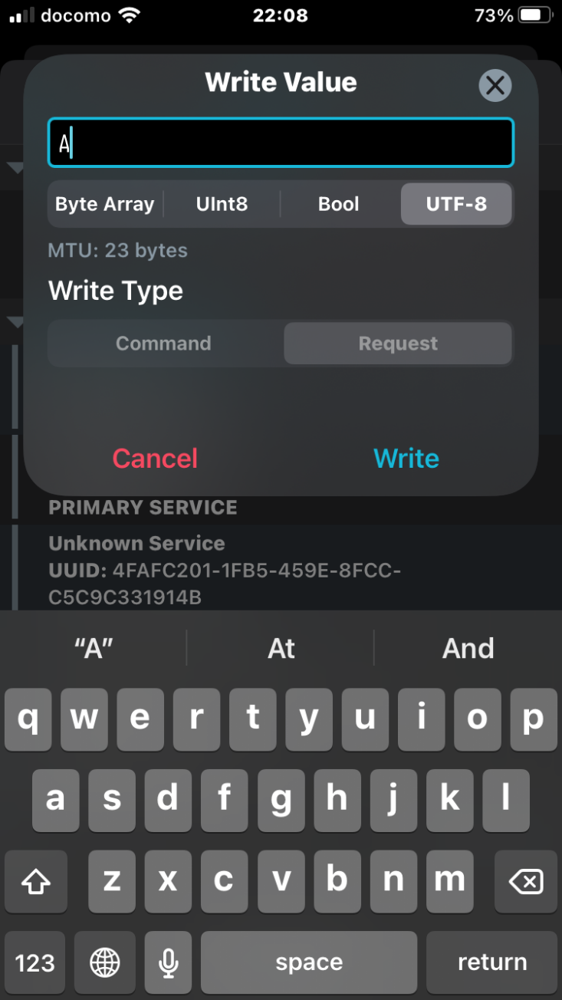 docomo 22:08 73%
Write Value
A
Byte Array UInt8 Bool UTF-8
MTU: 23 bytes
Write Type
Command Request
Cancel Write
PRIMARY SERVICE
Unknown Service
UUID: 4FAFC201-1FB5-459E-8FCC-
C5C9C331914B
“A” At And
q w e r t y u i o p
a s d f g h j k l
z x c v b n m
123 space return